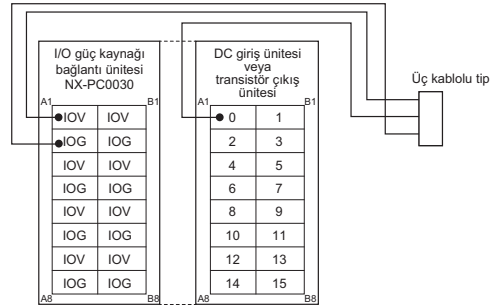 I/O güç kaynağı
bağlantı ünitesi
NX-PC0030
A1 B1
IOV IOV
IOG IOG
IOV IOV
IOG IOG
IOV IOV
IOG IOG
IOV IOV
IOG IOG
A8 B8
DC giriş ünitesi
veya
transistör çıkış
ünitesi
A1 B1
0 1
2 3
4 5
6 7
8 9
10 11
12 13
14 15
A8 B8
Üç kablolu tip